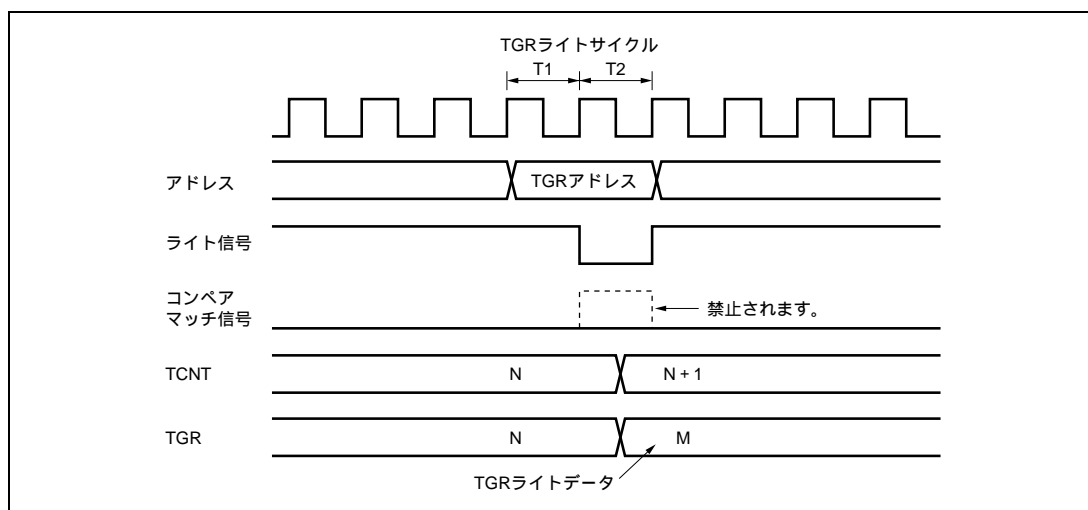 TGRライトサイクル
T1 T2
アドレス TGRアドレス
ライト信号
コンペア
マッチ信号 禁止されます。
TCNT N N + 1
TGR N M
TGRライトデータ